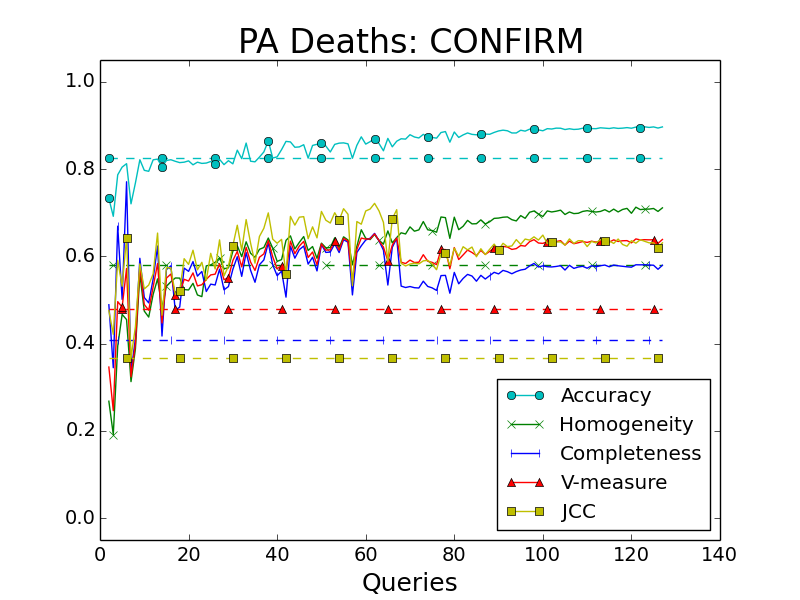 PA Deaths: CONFIRM
1.0
0.8
0.6
0.4
0.2
0.0
0 20 40 60 80 100 120 140
Queries
Accuracy
Homogeneity
Completeness
V-measure
JCC